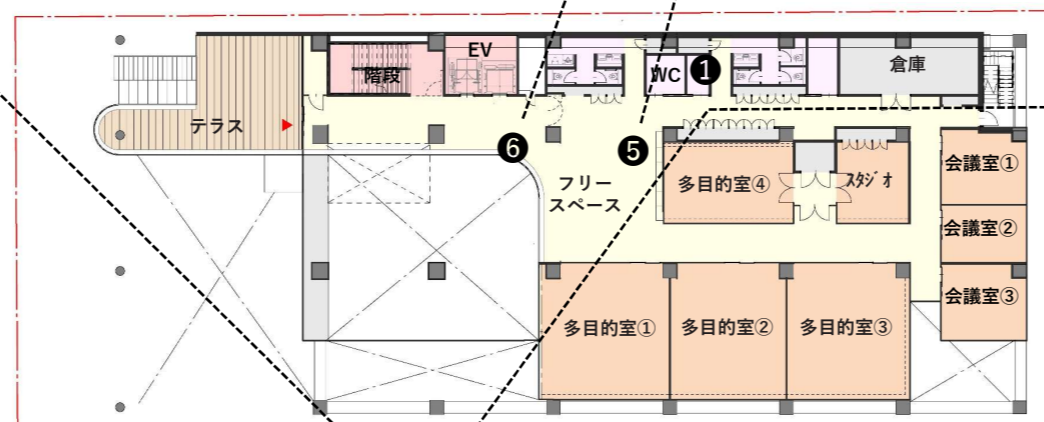 EV
階段
WC
❶
倉庫
テラス
❻
❺
フリー
スペース
多目的室④
スタジオ
会議室①
会議室②
会議室③
多目的室①
多目的室②
多目的室③